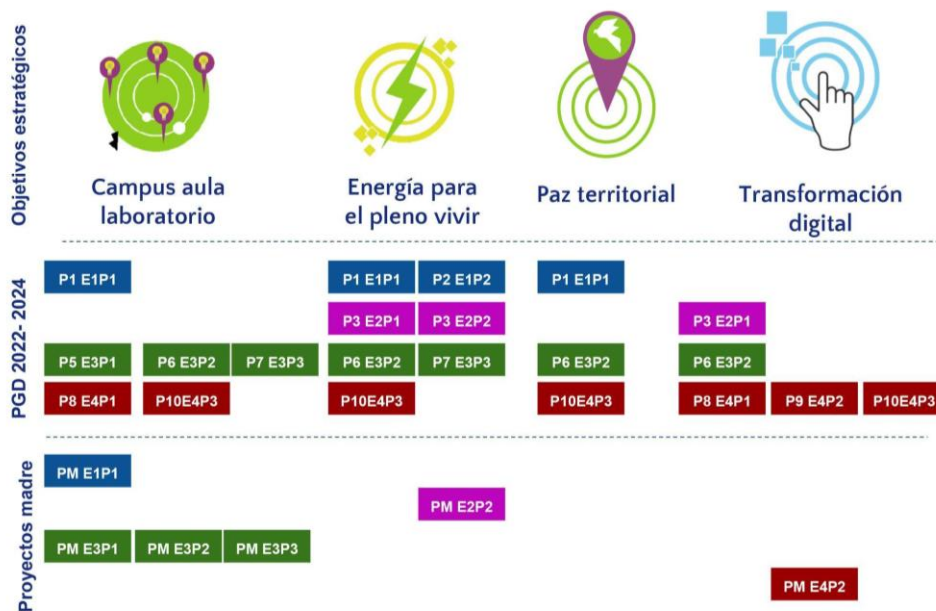 Objetivos estratégicos
Campus aula
laboratorio
Energía para
el pleno vivir
Paz territorial
Transformación
digital
PGD 2022- 2024
P1 E1P1
P1 E1P1
P2 E1P2
P1 E1P1
P3 E2P1
P3 E2P2
P3 E2P1
P5 E3P1
P6 E3P2
P7 E3P3
P6 E3P2
P7 E3P3
P6 E3P2
P6 E3P2
P8 E4P1
P10E4P3
P10E4P3
P10E4P3
P8 E4P1
P9 E4P2
P10E4P3
Proyectos madre
PM E1P1
PM E2P2
PM E3P1
PM E3P2
PM E3P3
PM E4P2